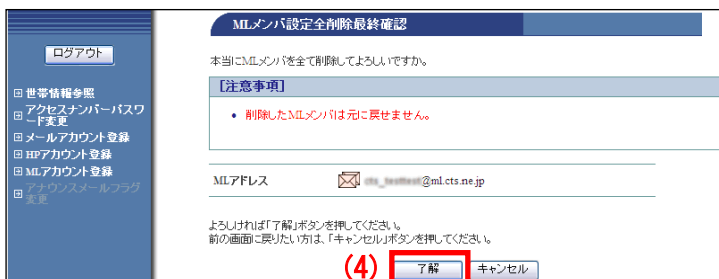 MLメンバ設定全削除最終確認
ログアウト
本当にMLメンバを全て削除してよろしいですか。
世帯情報参照
アクセスナンバーパスワ
ード変更
メールアカウント登録
HPアカウント登録
MLアカウント登録
アナウンスメールフラグ
変更
[注意事項]
• 削除したMLメンバは元に戻せません。
MLアドレス @ml.cts.ne.jp
よろしければ「了解」ボタンを押してください。
前の画面に戻りたい方は、「キャンセル」ボタンを押してください。
(4) 了解 キャンセル